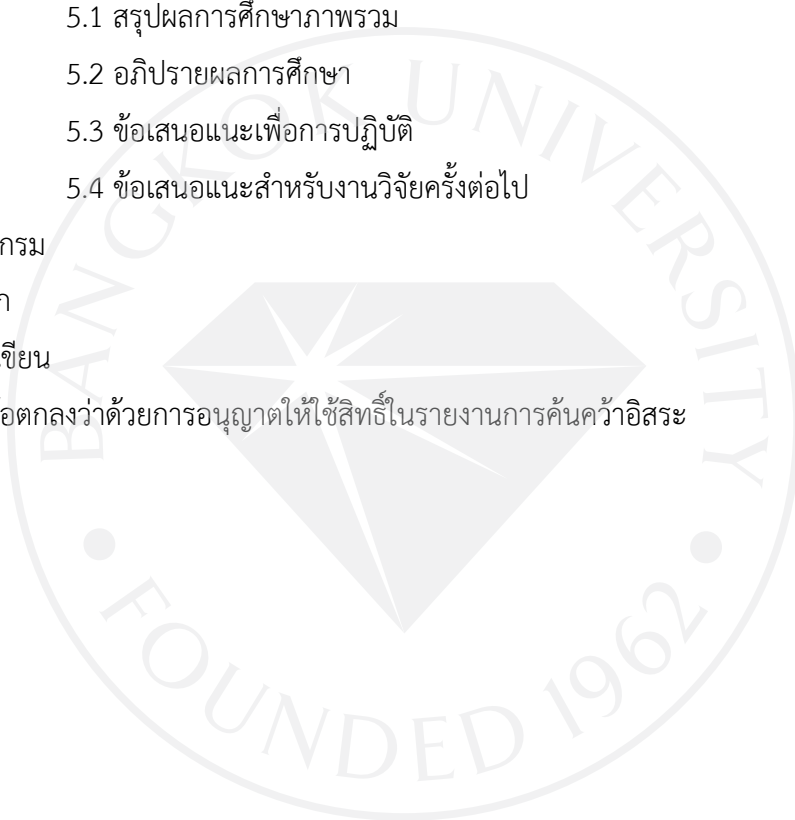 5.1 สรุปผลการศึกษาภาพรวม
5.2 อภิปรายผลการศึกษา
5.3 ข้อเสนอแนะเพื่อการปฏิบัติ
5.4 ข้อเสนอแนะสำหรับงานวิจัยครั้งต่อไป
กรม
ก
เขียน
อตกลงว่าด้วยการอนุญาตให้ใช้สิทธิ์ในรายงานการค้นคว้าอิสระ
BANGKOK UNIVERSITY
FOUNDED 1962